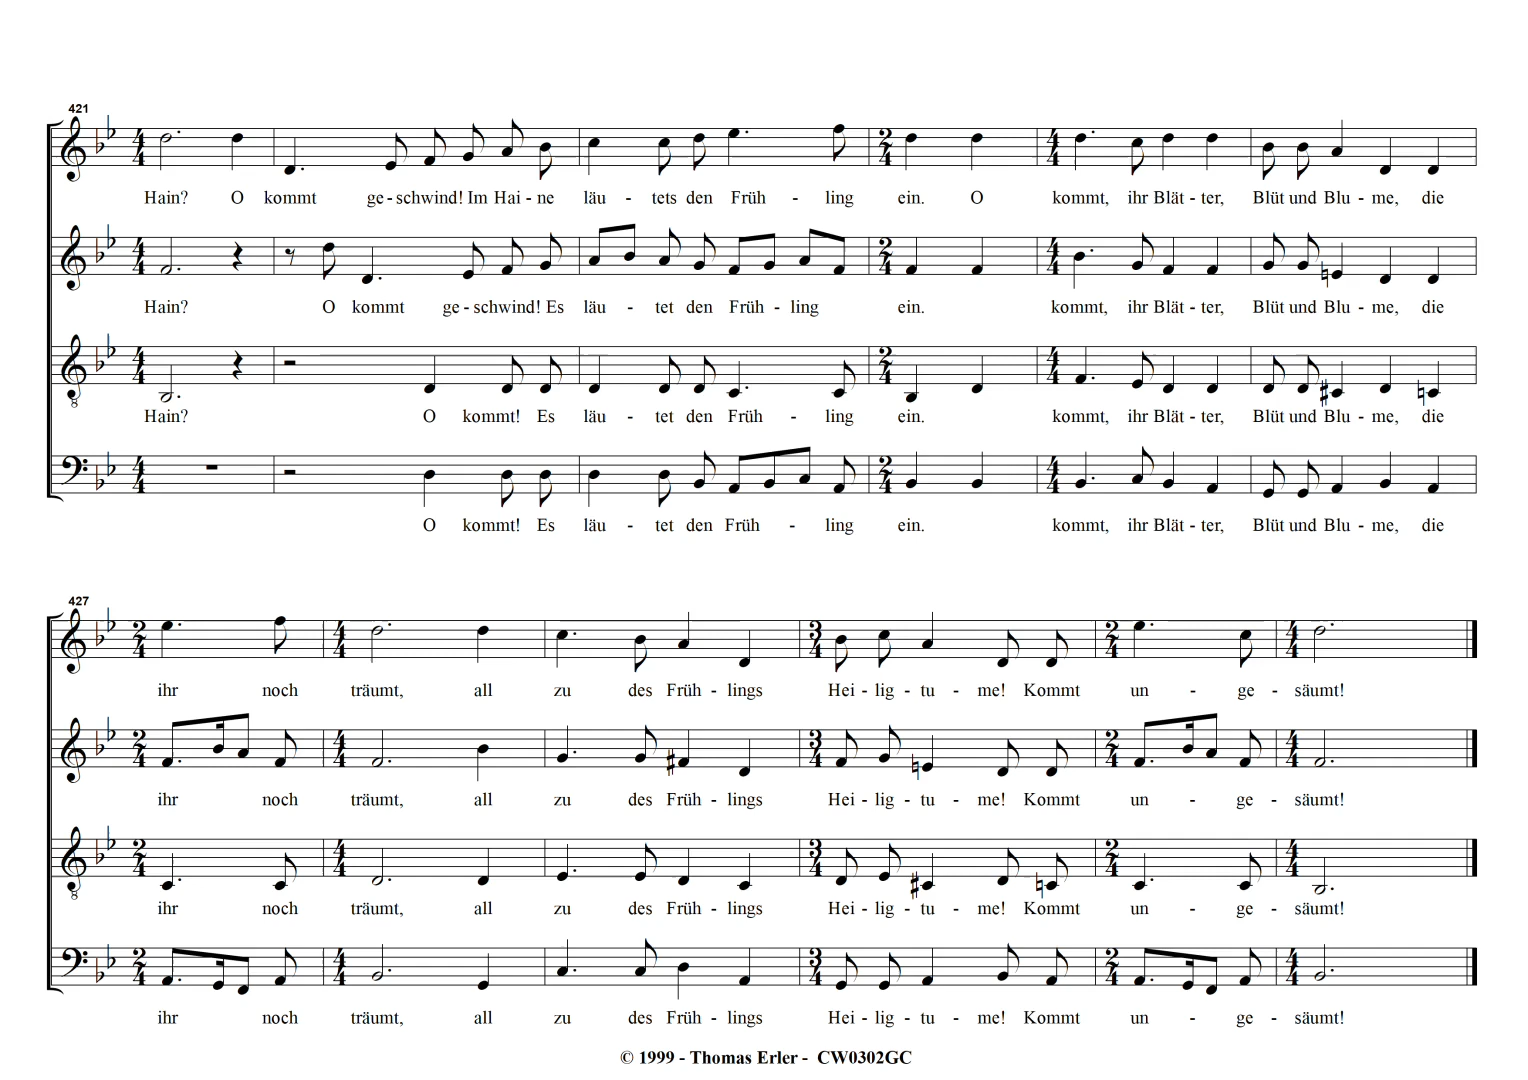 421
Hain? O kommt ge - schwind! Im Hai - ne läu - tets den Früh - ling ein. O kommt, ihr Blät - ter, Blüt und Blu - me, die
Hain? O kommt ge - schwind! Es läu - tet den Früh - ling ein. kommt, ihr Blät - ter, Blüt und Blu - me, die
Hain? O kommt! Es läu - tet den Früh - ling ein. kommt, ihr Blät - ter, Blüt und Blu - me, die
O kommt! Es läu - tet den Früh - ling ein. kommt, ihr Blät - ter, Blüt und Blu - me, die
427
ihr noch träumt, all zu des Früh - lings Hei - lig - tu - me! Kommt un - ge - säumt!
ihr noch träumt, all zu des Früh - lings Hei - lig - tu - me! Kommt un - ge - säumt!
ihr noch träumt, all zu des Früh - lings Hei - lig - tu - me! Kommt un - ge - säumt!
ihr noch träumt, all zu des Früh - lings Hei - lig - tu - me! Kommt un - ge - säumt!
© 1999 - Thomas Erler - CW0302GC